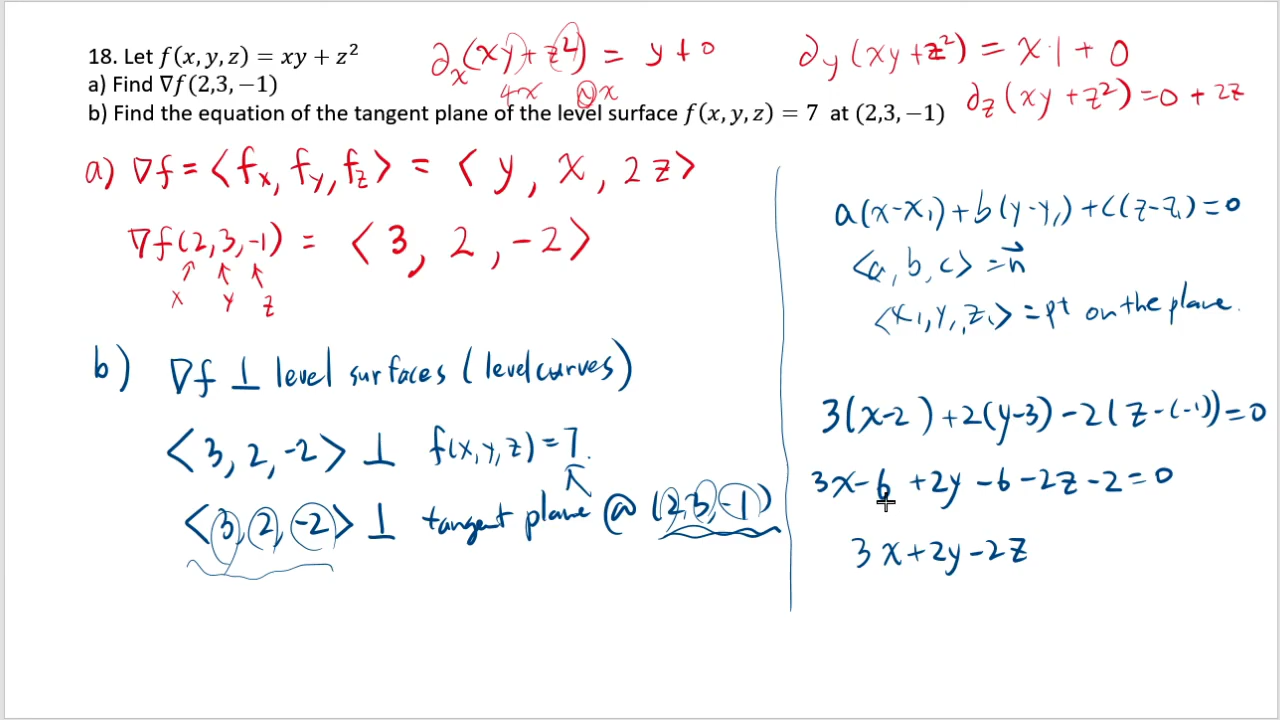 18. Let f(x, y, z) = xy + z²
a) Find ∇f(2,3, −1)
b) Find the equation of the tangent plane of the level surface f(x, y, z) = 7 at (2,3, −1)
∂x(xy + z²) = y + 0
4x
0x
∂y(xy + z²) = x·1 + 0
∂z(xy + z²) = 0 + 2z
a) ∇f = <fx, fy, fz> = <y, x, 2z>
∇f(2,3,-1) = <3, 2, -2>
x y z
b) ∇f ⊥ level surfaces (level curves)
<3, 2, -2> ⊥ f(x,y,z) = 7.
<3, 2, -2> ⊥ tangent plane @ (2,3,-1)
a(x-x₁) + b(y-y₁) + c(z-z₁) = 0
<a, b, c> = n⃗
<x₁, y₁, z₁> = pt on the plane.
3(x-2) + 2(y-3) - 2(z-(-1)) = 0
3x - 6 + 2y - 6 - 2z - 2 = 0
3x + 2y - 2z